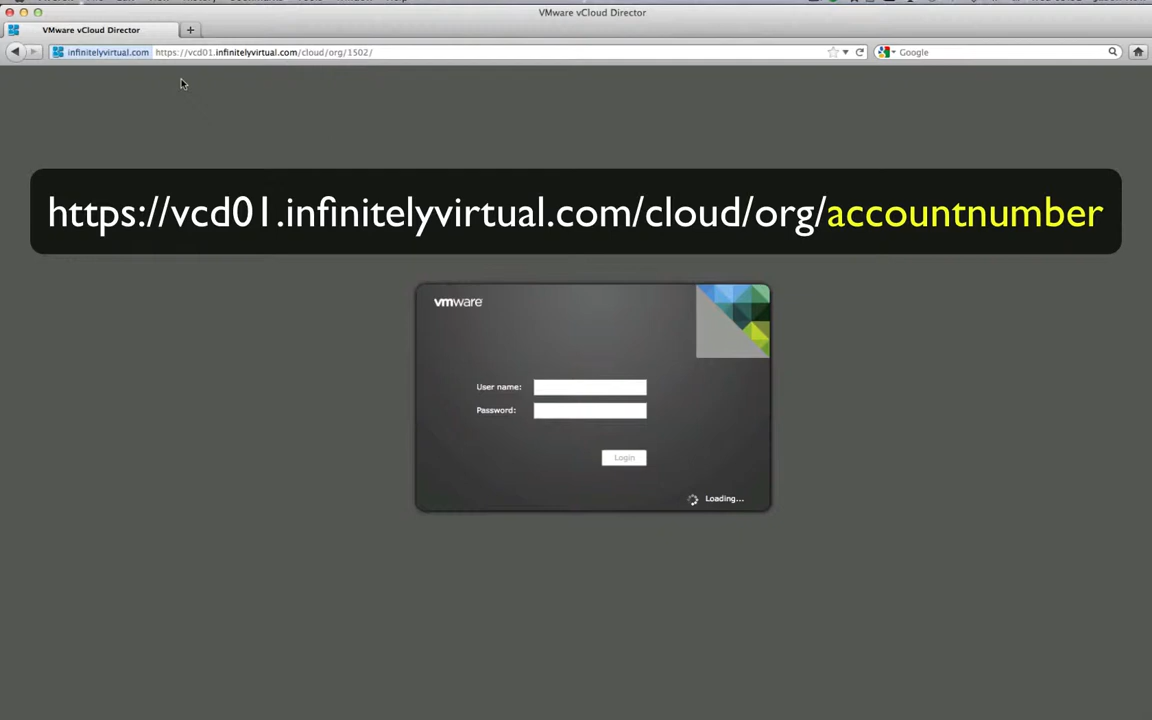 VMware vCloud Director
VMware vCloud Director
infinitelyvirtual.com https://vcd01.infinitelyvirtual.com/cloud/org/1502/
Google
https://vcd01.infinitelyvirtual.com/cloud/org/accountnumber
vmware
User name:
Password:
Login
Loading...